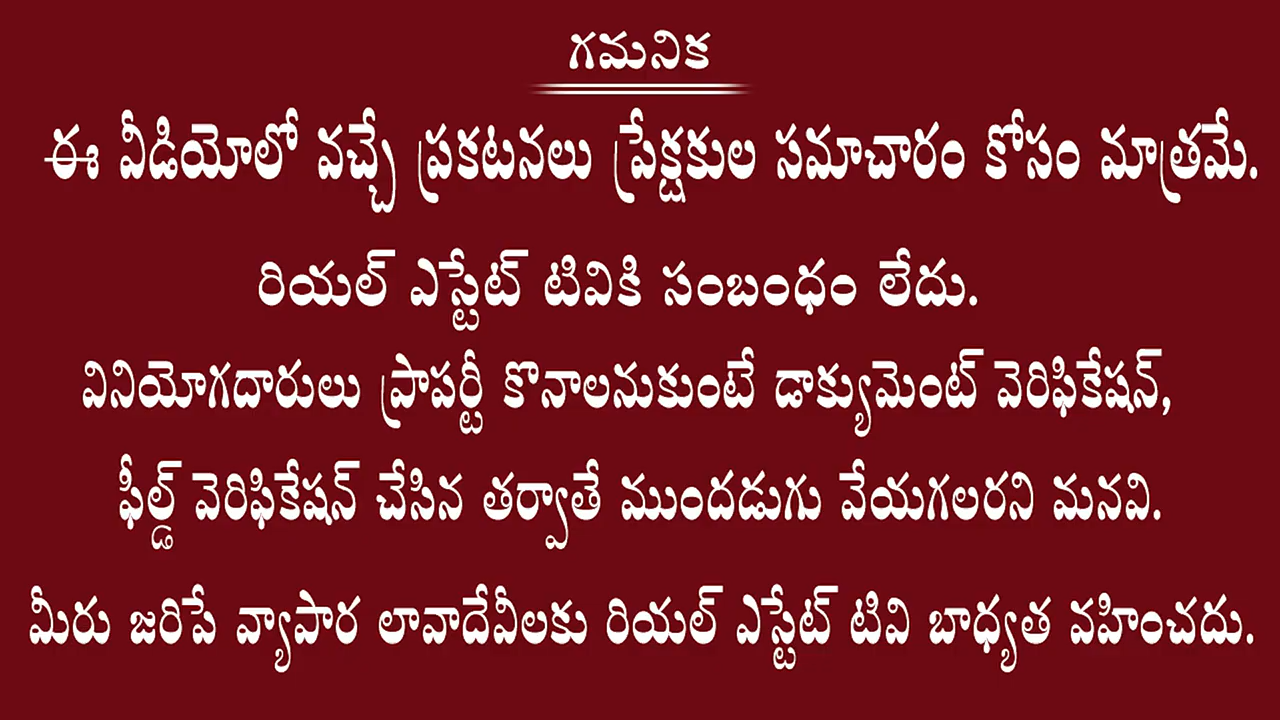 గమనిక
ఈ వీడియోలో వచ్చే ప్రకటనలు ప్రేక్షకుల సమాచారం కోసం మాత్రమే.
రియల్ ఎస్టేట్ టివికి సంబంధం లేదు.
వినియోగదారులు ప్రాపర్టీ కొనాలనుకుంటే డాక్యుమెంట్ వెరిఫికేషన్,
ఫీల్డ్ వెరిఫికేషన్ చేసిన తర్వాతే ముందడుగు వేయగలరని మనవి.
మీరు జరిపే వ్యాపార లావాదేవీలకు రియల్ ఎస్టేట్ టివి బాధ్యత వహించదు.